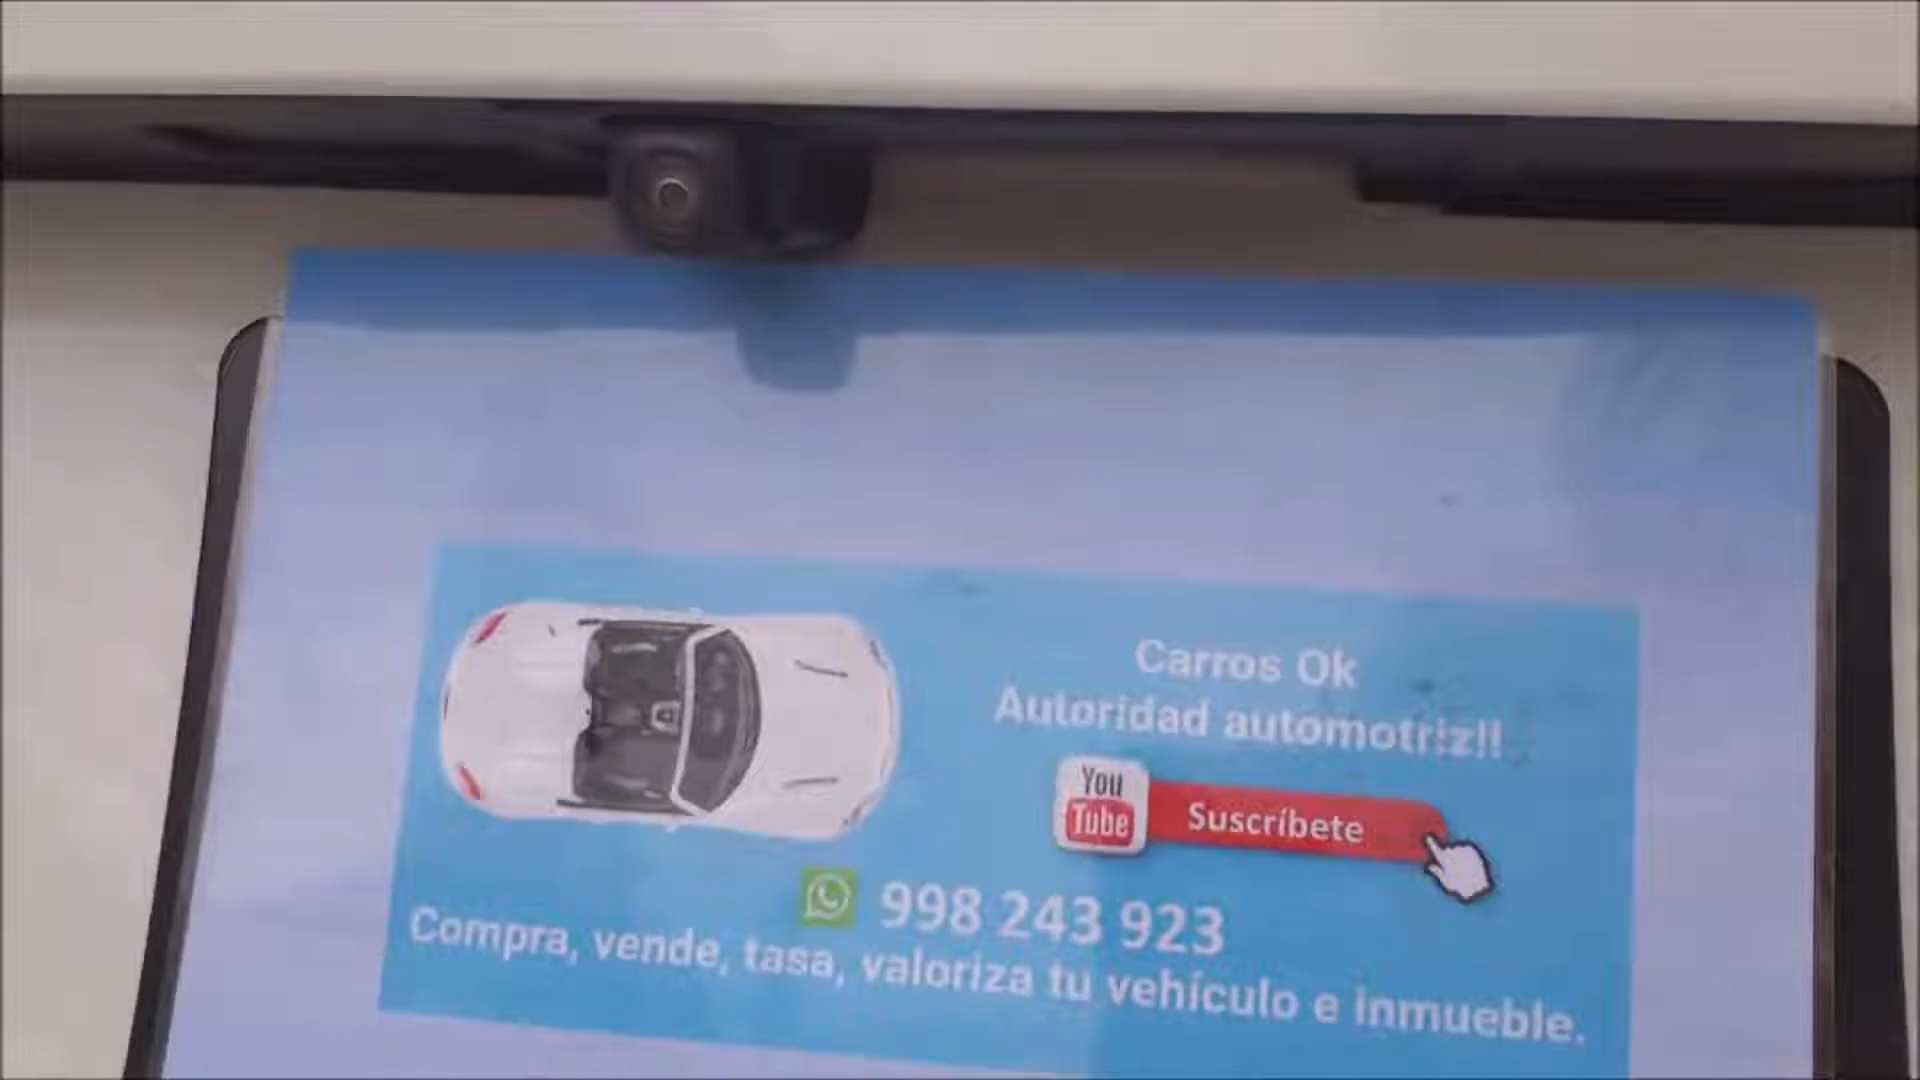 Carros Ok
Autoridad automotriz!!
You
Tube
Suscríbete
998 243 923
Compra, vende, tasa, valoriza tu vehículo e inmueble.